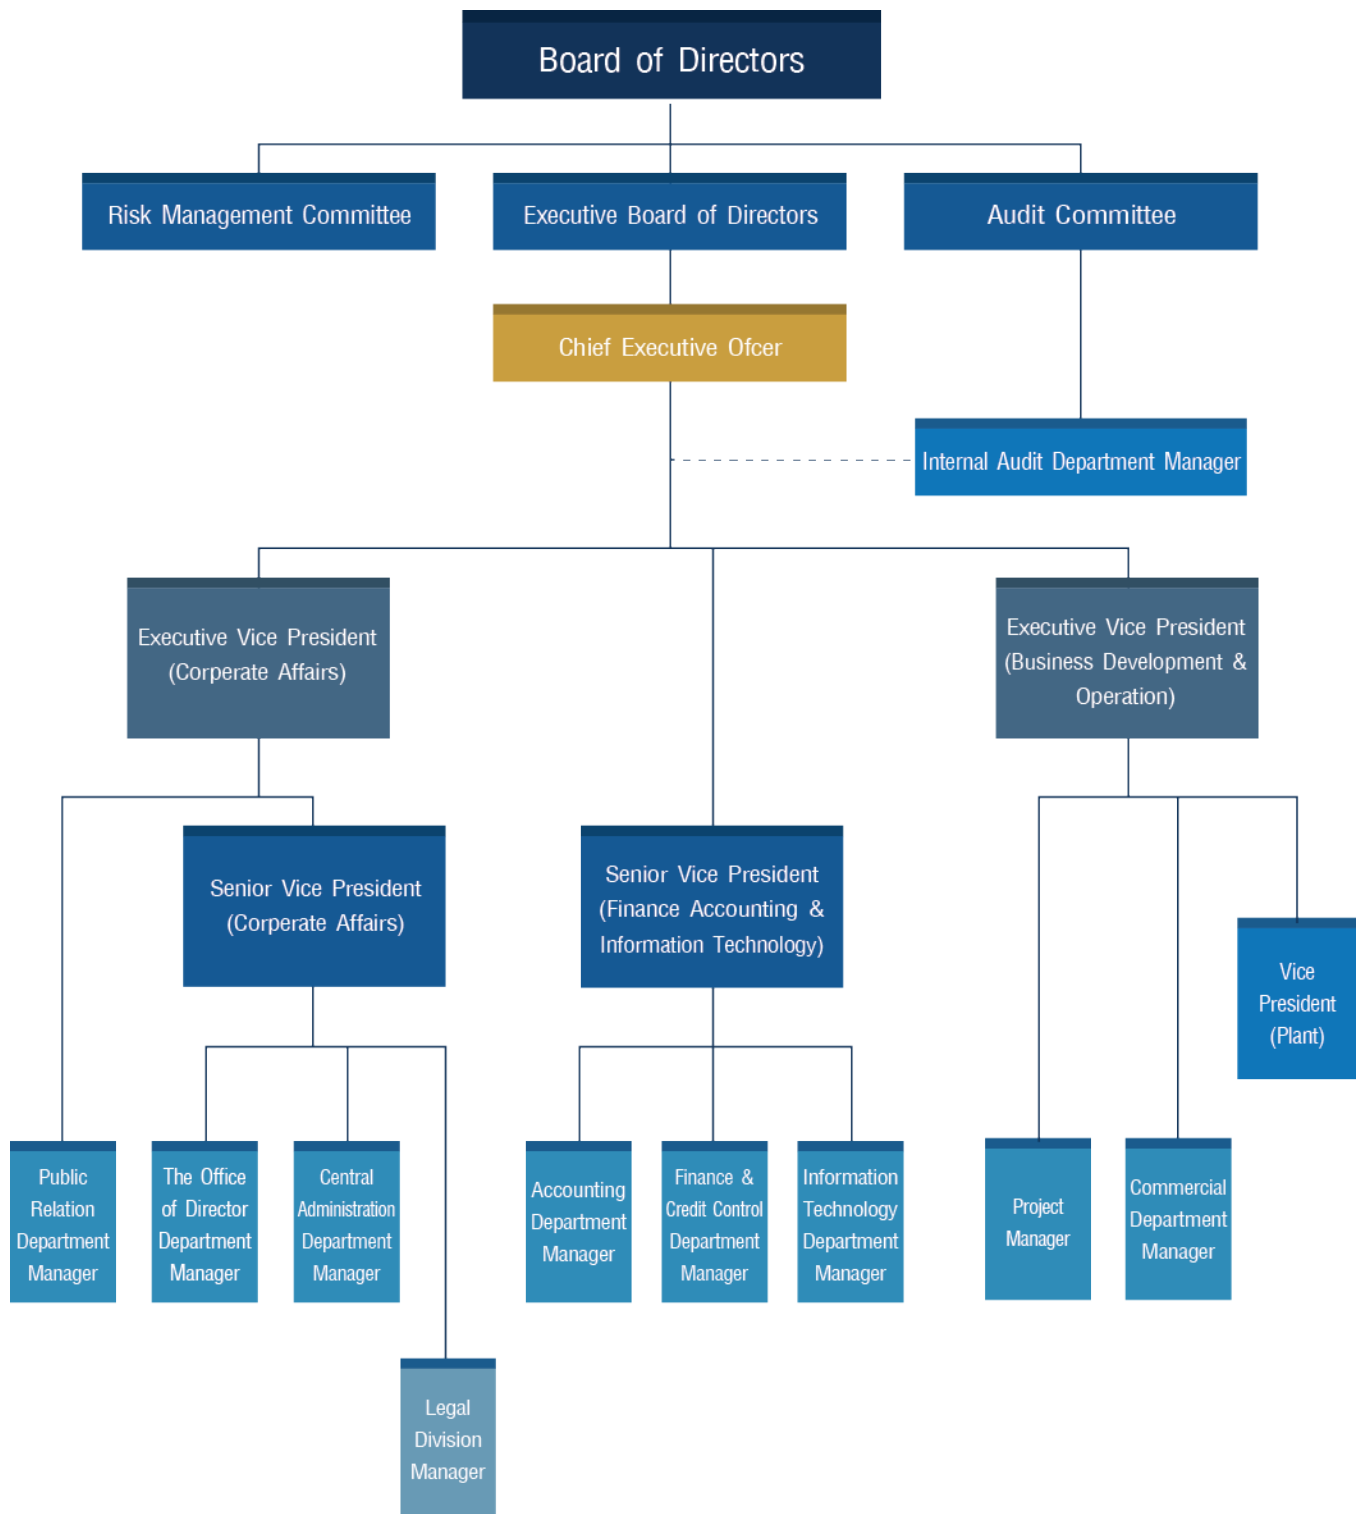 Board of Directors
Risk Management Committee
Executive Board of Directors
Audit Committee
Chief Executive Ofcer
Internal Audit Department Manager
Executive Vice President
(Corperate Affairs)
Executive Vice President
(Business Development &
Operation)
Senior Vice President
(Corperate Affairs)
Senior Vice President
(Finance Accounting &
Information Technology)
Vice
President
(Plant)
Public
Relation
Department
Manager
The Office
of Director
Department
Manager
Central
Administration
Department
Manager
Accounting
Department
Manager
Finance &
Credit Control
Department
Manager
Information
Technology
Department
Manager
Project
Manager
Commercial
Department
Manager
Legal
Division
Manager